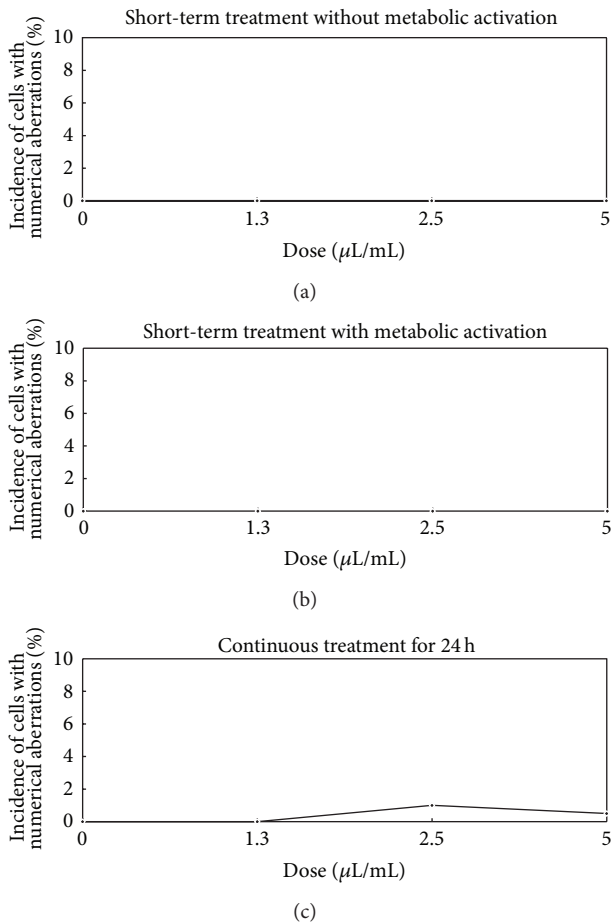 Short-term treatment without metabolic activation
Incidence of cells with
numerical aberrations (%)
10
8
6
4
2
0
0 1.3 2.5 5
Dose (μL/mL)
(a)
Short-term treatment with metabolic activation
Incidence of cells with
numerical aberrations (%)
10
8
6
4
2
0
0 1.3 2.5 5
Dose (μL/mL)
(b)
Continuous treatment for 24 h
Incidence of cells with
numerical aberrations (%)
10
8
6
4
2
0
0 1.3 2.5 5
Dose (μL/mL)
(c)